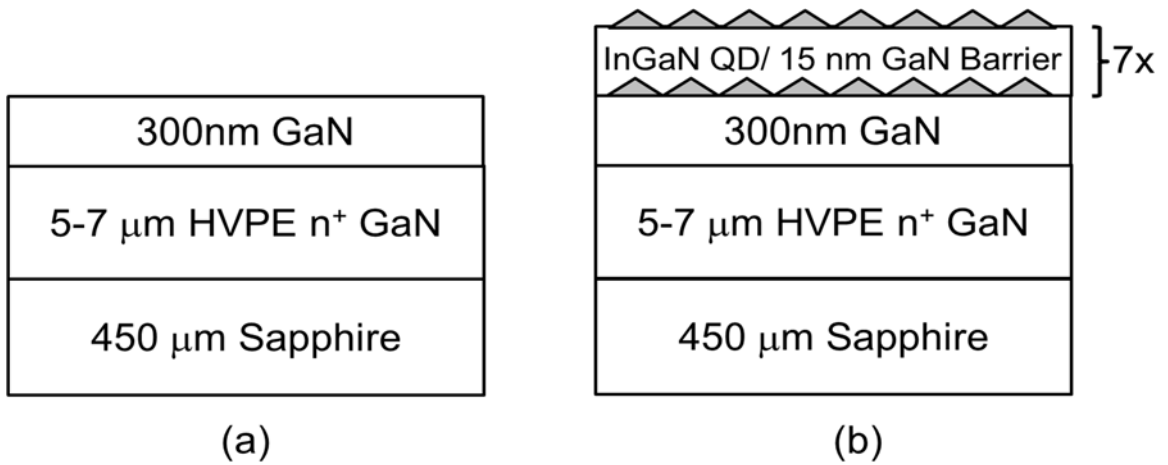 300nm GaN
5-7 μm HVPE n⁺ GaN
450 μm Sapphire
(a)
InGaN QD/ 15 nm GaN Barrier
7x
300nm GaN
5-7 μm HVPE n⁺ GaN
450 μm Sapphire
(b)